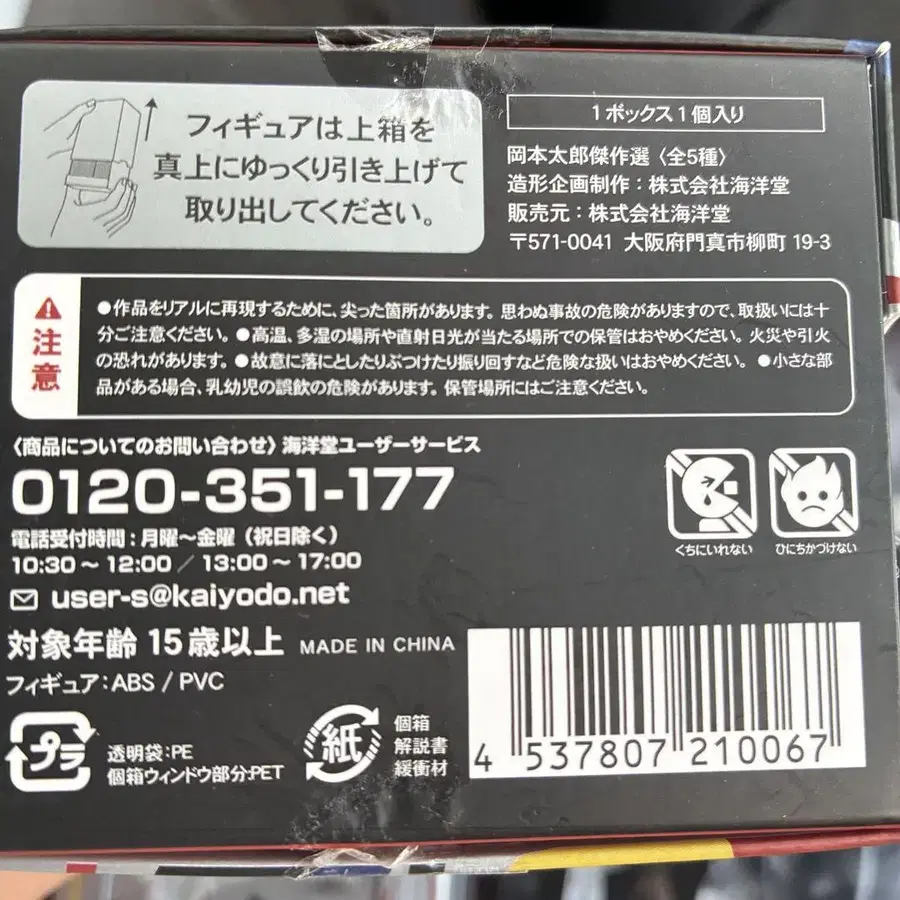 フィギュアは上箱を
真上にゆっくり引き上げて
取り出してください。
1ボックス1個入り
岡本太郎傑作選〈全5種〉
造形企画制作：株式会社海洋堂
販売元：株式会社海洋堂
〒571-0041 大阪府門真市柳町 19-3
注意
●作品をリアルに再現するために、尖った箇所があります。思わぬ事故の危険がありますので、取扱いには十
分ご注意ください。●高温、多湿の場所や直射日光が当たる場所での保管はおやめください。火災や引火
の恐れがあります。●故意に落にとしたりぶつけたり振り回すなど危険な扱いはおやめください。●小さな部
品がある場合、乳幼児の誤飲の危険があります。保管場所にはご注意ください。
〈商品についてのお問い合わせ〉海洋堂ユーザーサービス
0120-351-177
電話受付時間：月曜〜金曜（祝日除く）
10:30〜12:00／13:00〜17:00
user-s@kaiyodo.net
くちにいれない
ひにちかづけない
対象年齢 15歳以上 MADE IN CHINA
フィギュア：ABS / PVC
プラ
透明袋：PE
個箱ウィンドウ部分：PET
紙
個箱
解説書
緩衝材
4 537807 210067